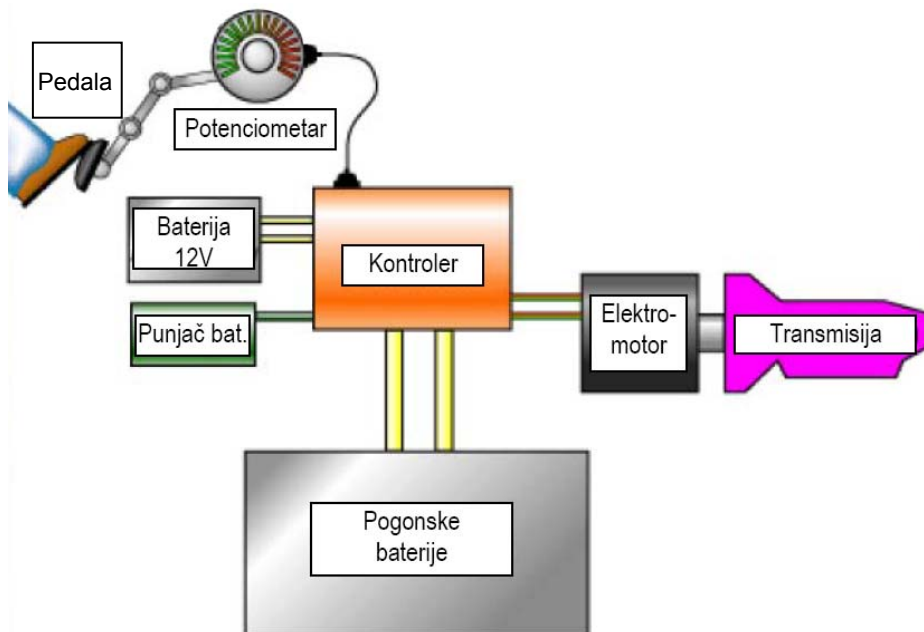 Pedala
Potenciometar
Baterija
12V
Kontroler
Punjač bat.
Elektro-
motor
Transmisija
Pogonske
baterije